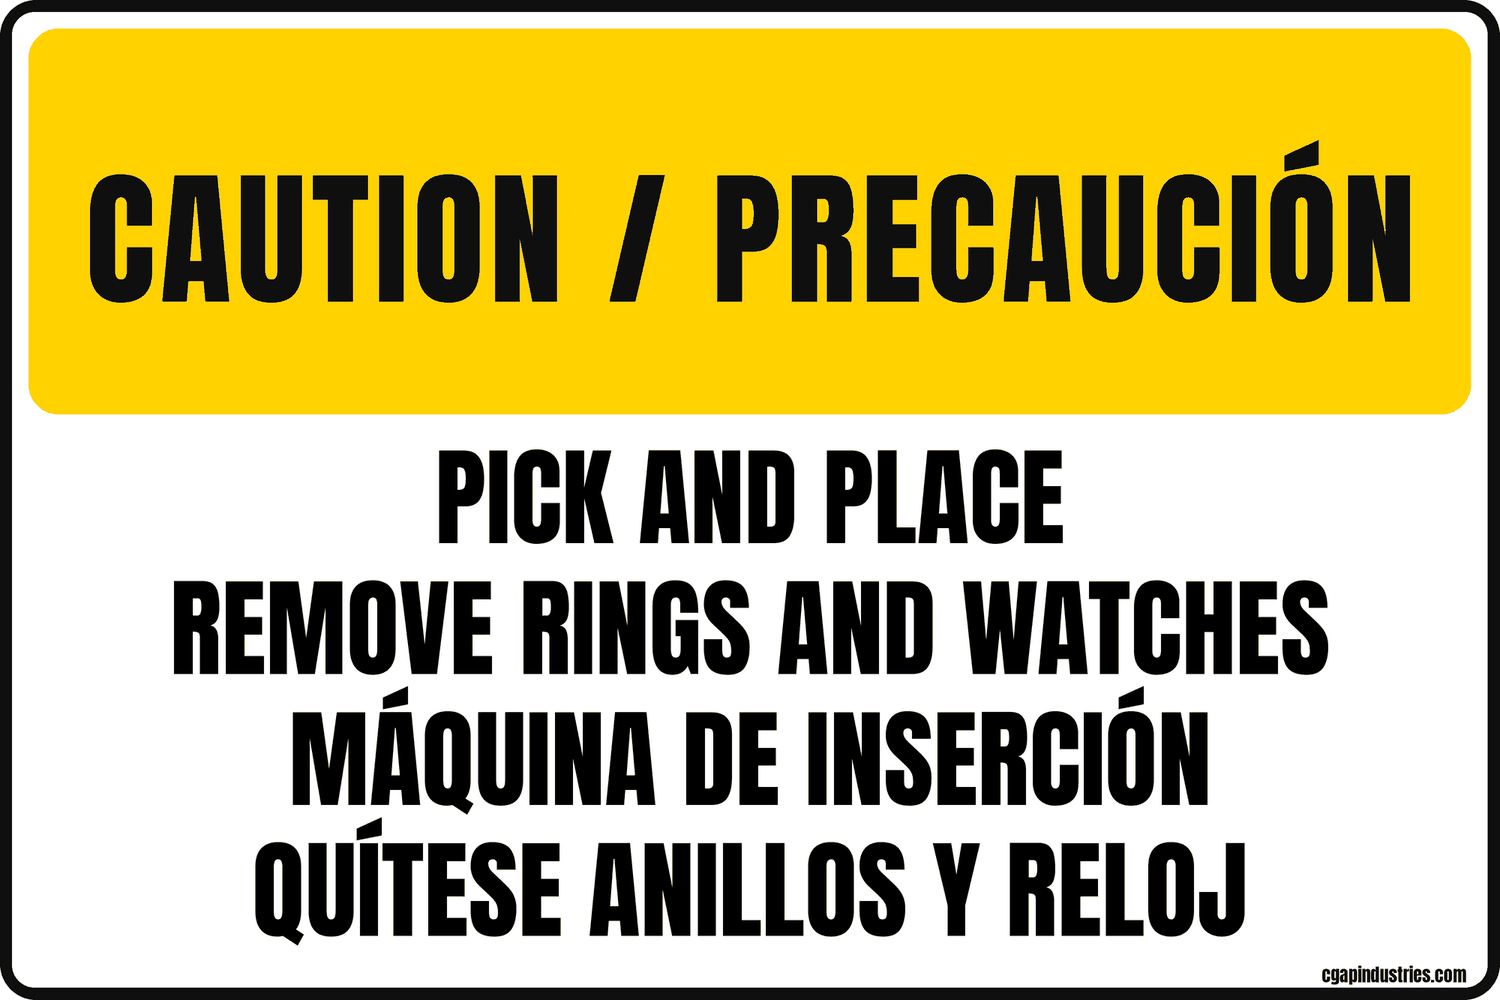 CAUTION / PRECAUCIÓN
PICK AND PLACE
REMOVE RINGS AND WATCHES
MÁQUINA DE INSERCIÓN
QUÍTESE ANILLOS Y RELOJ
cgapindustries.com